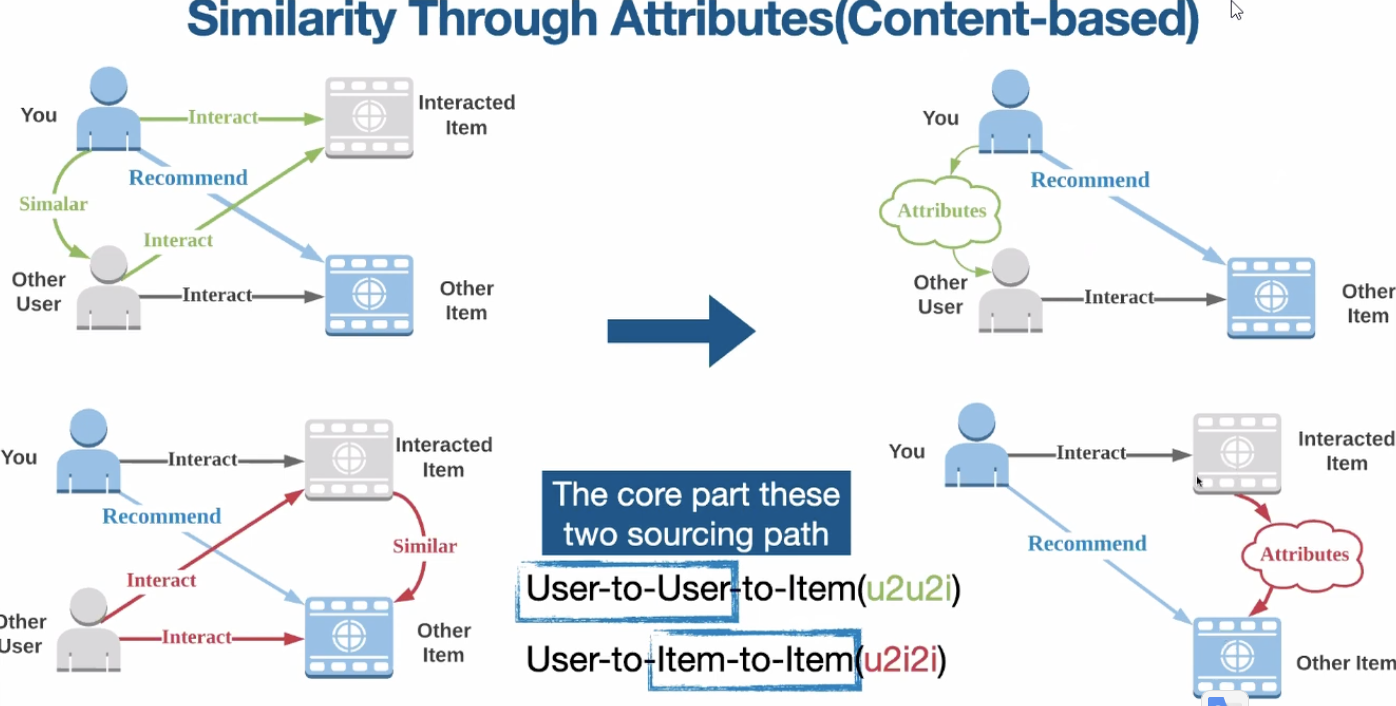 Similarity Through Attributes(Content-based)
You
Interact
Interacted
Item
Recommend
Simalar
Interact
Other
User
Interact
Other
Item
You
Recommend
Attributes
Other
User
Interact
Other
Item
You
Interact
Interacted
Item
Recommend
Similar
Interact
Other
User
Interact
Other
Item
The core part these
two sourcing path
User-to-User-to-Item(u2u2i)
User-to-Item-to-Item(u2i2i)
You
Interact
Interacted
Item
Recommend
Attributes
Other Item